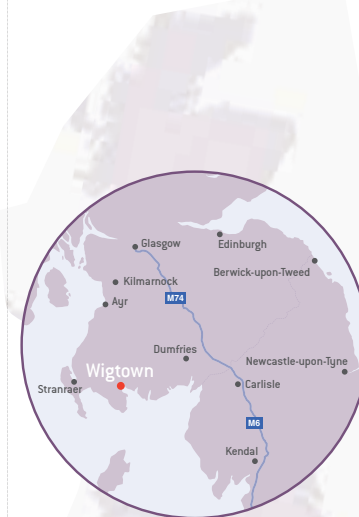 Glasgow
Edinburgh
Berwick-upon-Tweed
Kilmarnock
M74
Ayr
Dumfries
Newcastle-upon-Tyne
Wigtown
Stranraer
Carlisle
M6
Kendal